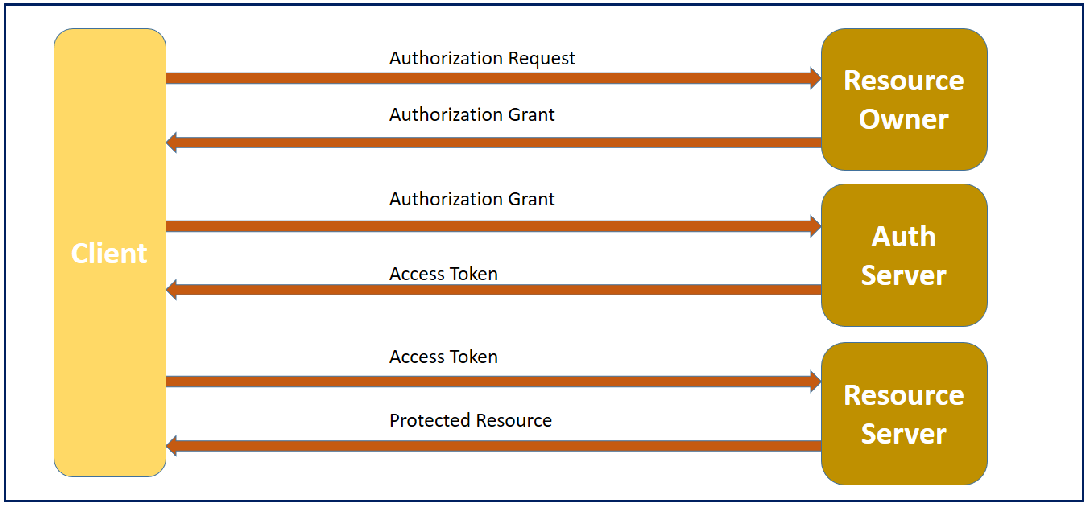 Authorization Request
Resource
Owner
Authorization Grant
Authorization Grant
Client
Auth
Server
Access Token
Access Token
Resource
Server
Protected Resource